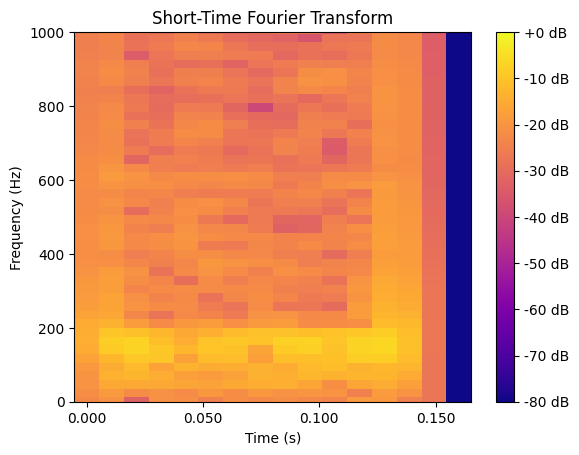 Short-Time Fourier Transform
1000
800
600
400
200
0
Frequency (Hz)
0.000
0.050
0.100
0.150
Time (s)
+0 dB
-10 dB
-20 dB
-30 dB
-40 dB
-50 dB
-60 dB
-70 dB
-80 dB